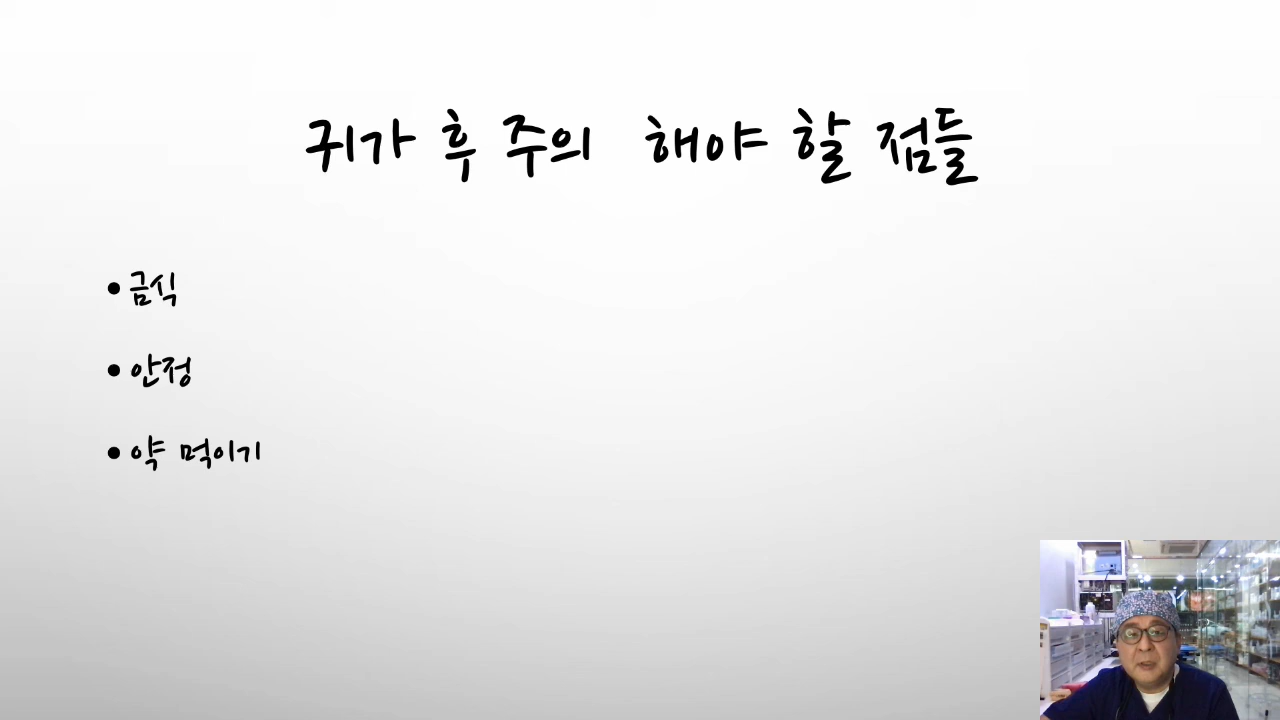 귀가 후 주의 해야 할 점들
• 금식
• 안정
• 약 먹이기